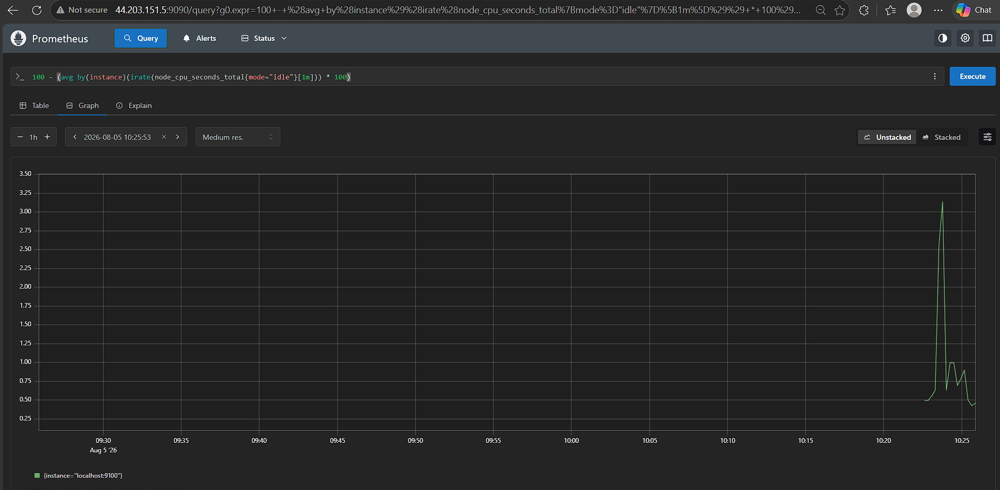 Not secure 44.203.151.5:9090/query?g0.expr=100+-+%28avg+by%28instance%29%28irate%28node_cpu_seconds_total%7Bmode%3D"idle"%7D%5B1m%5D%29%29+*+100%29... Chat
Prometheus Query Alerts Status
>_ 100 - (avg by(instance)(irate(node_cpu_seconds_total{mode="idle"}[1m])) * 100) Execute
Table Graph Explain
− 1h + < 2026-08-05 10:25:53 × > Medium res. Unstacked Stacked
3.50
3.25
3.00
2.75
2.50
2.25
2.00
1.75
1.50
1.25
1.00
0.75
0.50
0.25
09:30 09:35 09:40 09:45 09:50 09:55 10:00 10:05 10:10 10:15 10:20 10:25
Aug 5 '26
{instance="localhost:9100"}